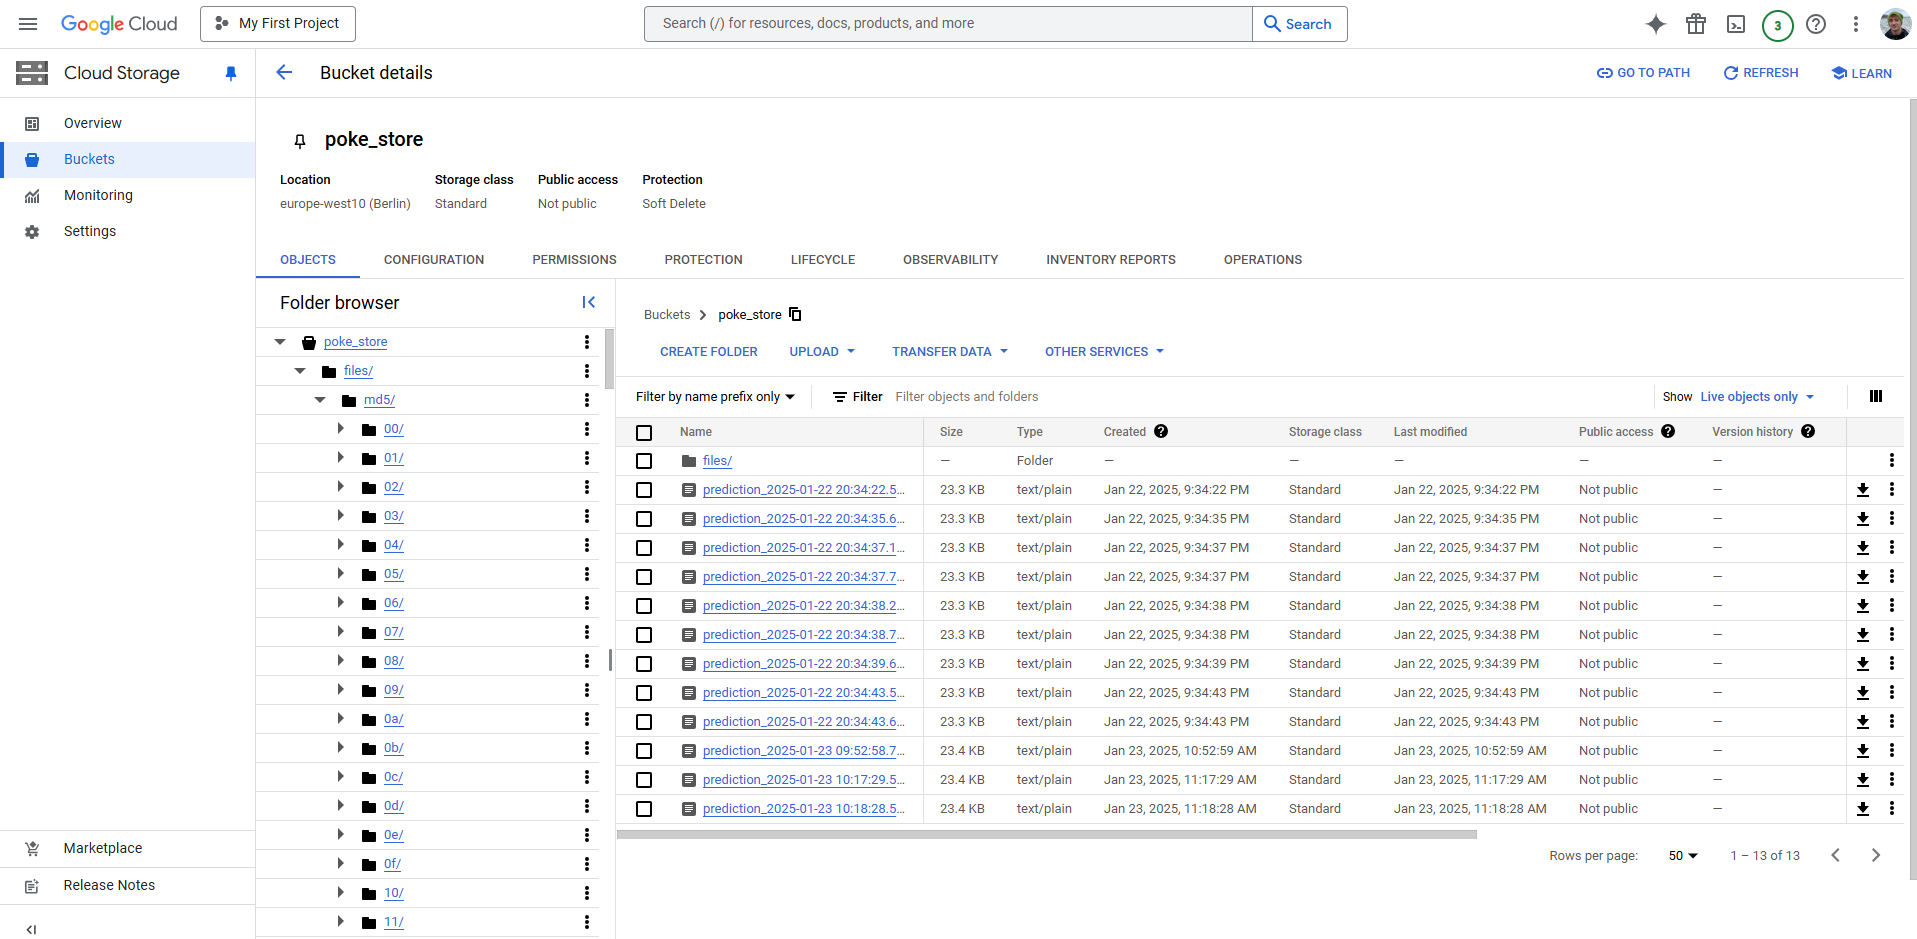 Google Cloud
My First Project
Search (/) for resources, docs, products, and more
Search
3
Cloud Storage
Bucket details
GO TO PATH
REFRESH
LEARN
Overview
Buckets
Monitoring
Settings
Marketplace
Release Notes
poke_store
Location Storage class Public access Protection
europe-west10 (Berlin) Standard Not public Soft Delete
OBJECTS CONFIGURATION PERMISSIONS PROTECTION LIFECYCLE OBSERVABILITY INVENTORY REPORTS OPERATIONS
Folder browser
poke_store
files/
md5/
00/
01/
02/
03/
04/
05/
06/
07/
08/
09/
0a/
0b/
0c/
0d/
0e/
0f/
10/
11/
Buckets > poke_store
CREATE FOLDER UPLOAD TRANSFER DATA OTHER SERVICES
Filter by name prefix only Filter Filter objects and folders Show Live objects only
Name Size Type Created Storage class Last modified Public access Version history
files/ — Folder — — — — —
prediction_2025-01-22 20:34:22.5... 23.3 KB text/plain Jan 22, 2025, 9:34:22 PM Standard Jan 22, 2025, 9:34:22 PM Not public —
prediction_2025-01-22 20:34:35.6... 23.3 KB text/plain Jan 22, 2025, 9:34:35 PM Standard Jan 22, 2025, 9:34:35 PM Not public —
prediction_2025-01-22 20:34:37.1... 23.3 KB text/plain Jan 22, 2025, 9:34:37 PM Standard Jan 22, 2025, 9:34:37 PM Not public —
prediction_2025-01-22 20:34:37.7... 23.3 KB text/plain Jan 22, 2025, 9:34:37 PM Standard Jan 22, 2025, 9:34:37 PM Not public —
prediction_2025-01-22 20:34:38.2... 23.3 KB text/plain Jan 22, 2025, 9:34:38 PM Standard Jan 22, 2025, 9:34:38 PM Not public —
prediction_2025-01-22 20:34:38.7... 23.3 KB text/plain Jan 22, 2025, 9:34:38 PM Standard Jan 22, 2025, 9:34:38 PM Not public —
prediction_2025-01-22 20:34:39.6... 23.3 KB text/plain Jan 22, 2025, 9:34:39 PM Standard Jan 22, 2025, 9:34:39 PM Not public —
prediction_2025-01-22 20:34:43.5... 23.3 KB text/plain Jan 22, 2025, 9:34:43 PM Standard Jan 22, 2025, 9:34:43 PM Not public —
prediction_2025-01-22 20:34:43.6... 23.3 KB text/plain Jan 22, 2025, 9:34:43 PM Standard Jan 22, 2025, 9:34:43 PM Not public —
prediction_2025-01-23 09:52:58.7... 23.4 KB text/plain Jan 23, 2025, 10:52:59 AM Standard Jan 23, 2025, 10:52:59 AM Not public —
prediction_2025-01-23 10:17:29.5... 23.4 KB text/plain Jan 23, 2025, 11:17:29 AM Standard Jan 23, 2025, 11:17:29 AM Not public —
prediction_2025-01-23 10:18:28.5... 23.4 KB text/plain Jan 23, 2025, 11:18:28 AM Standard Jan 23, 2025, 11:18:28 AM Not public —
Rows per page: 50 1 – 13 of 13